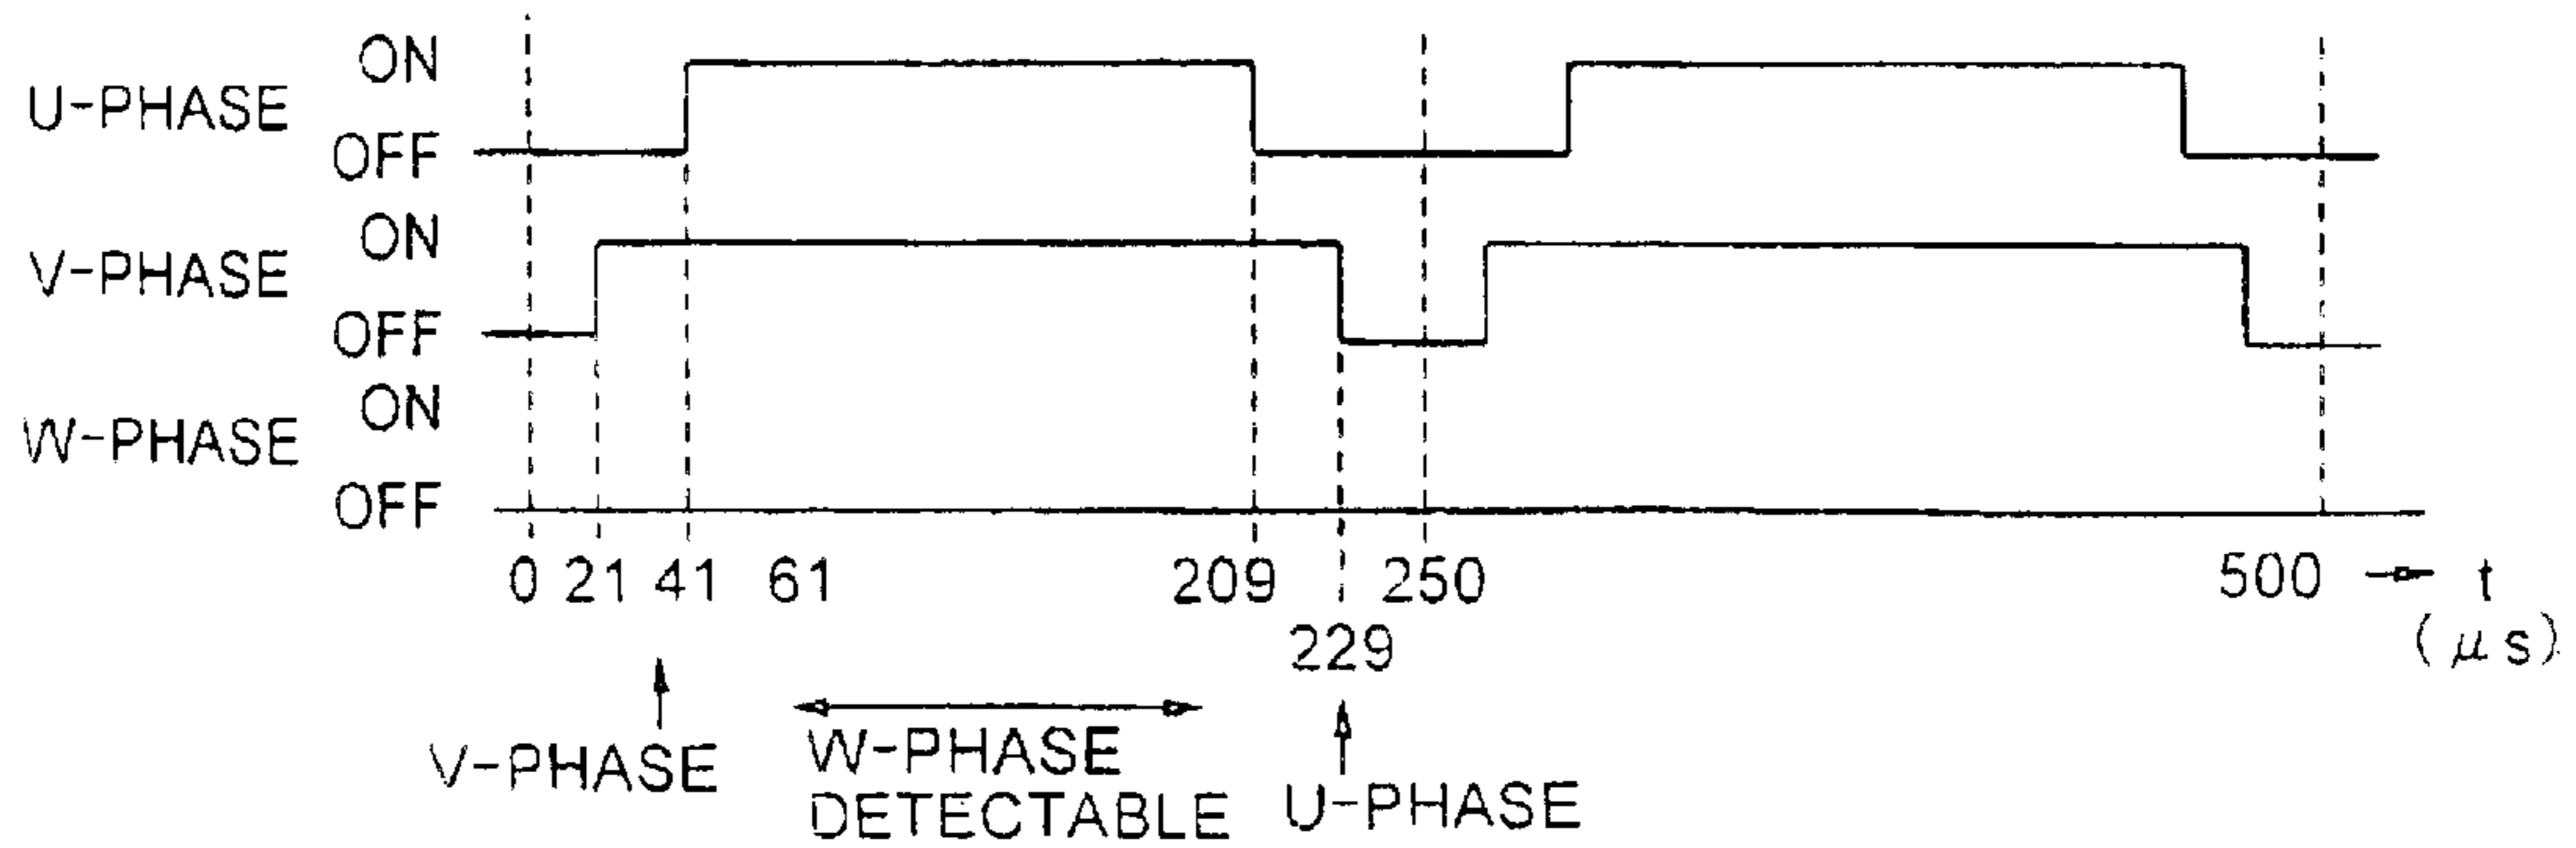 ON
U-PHASE
OFF
ON
V-PHASE
OFF
ON
W-PHASE
OFF
0 21 41 61 209 250 500 t
229 (μs)
V-PHASE W-PHASE U-PHASE
DETECTABLE